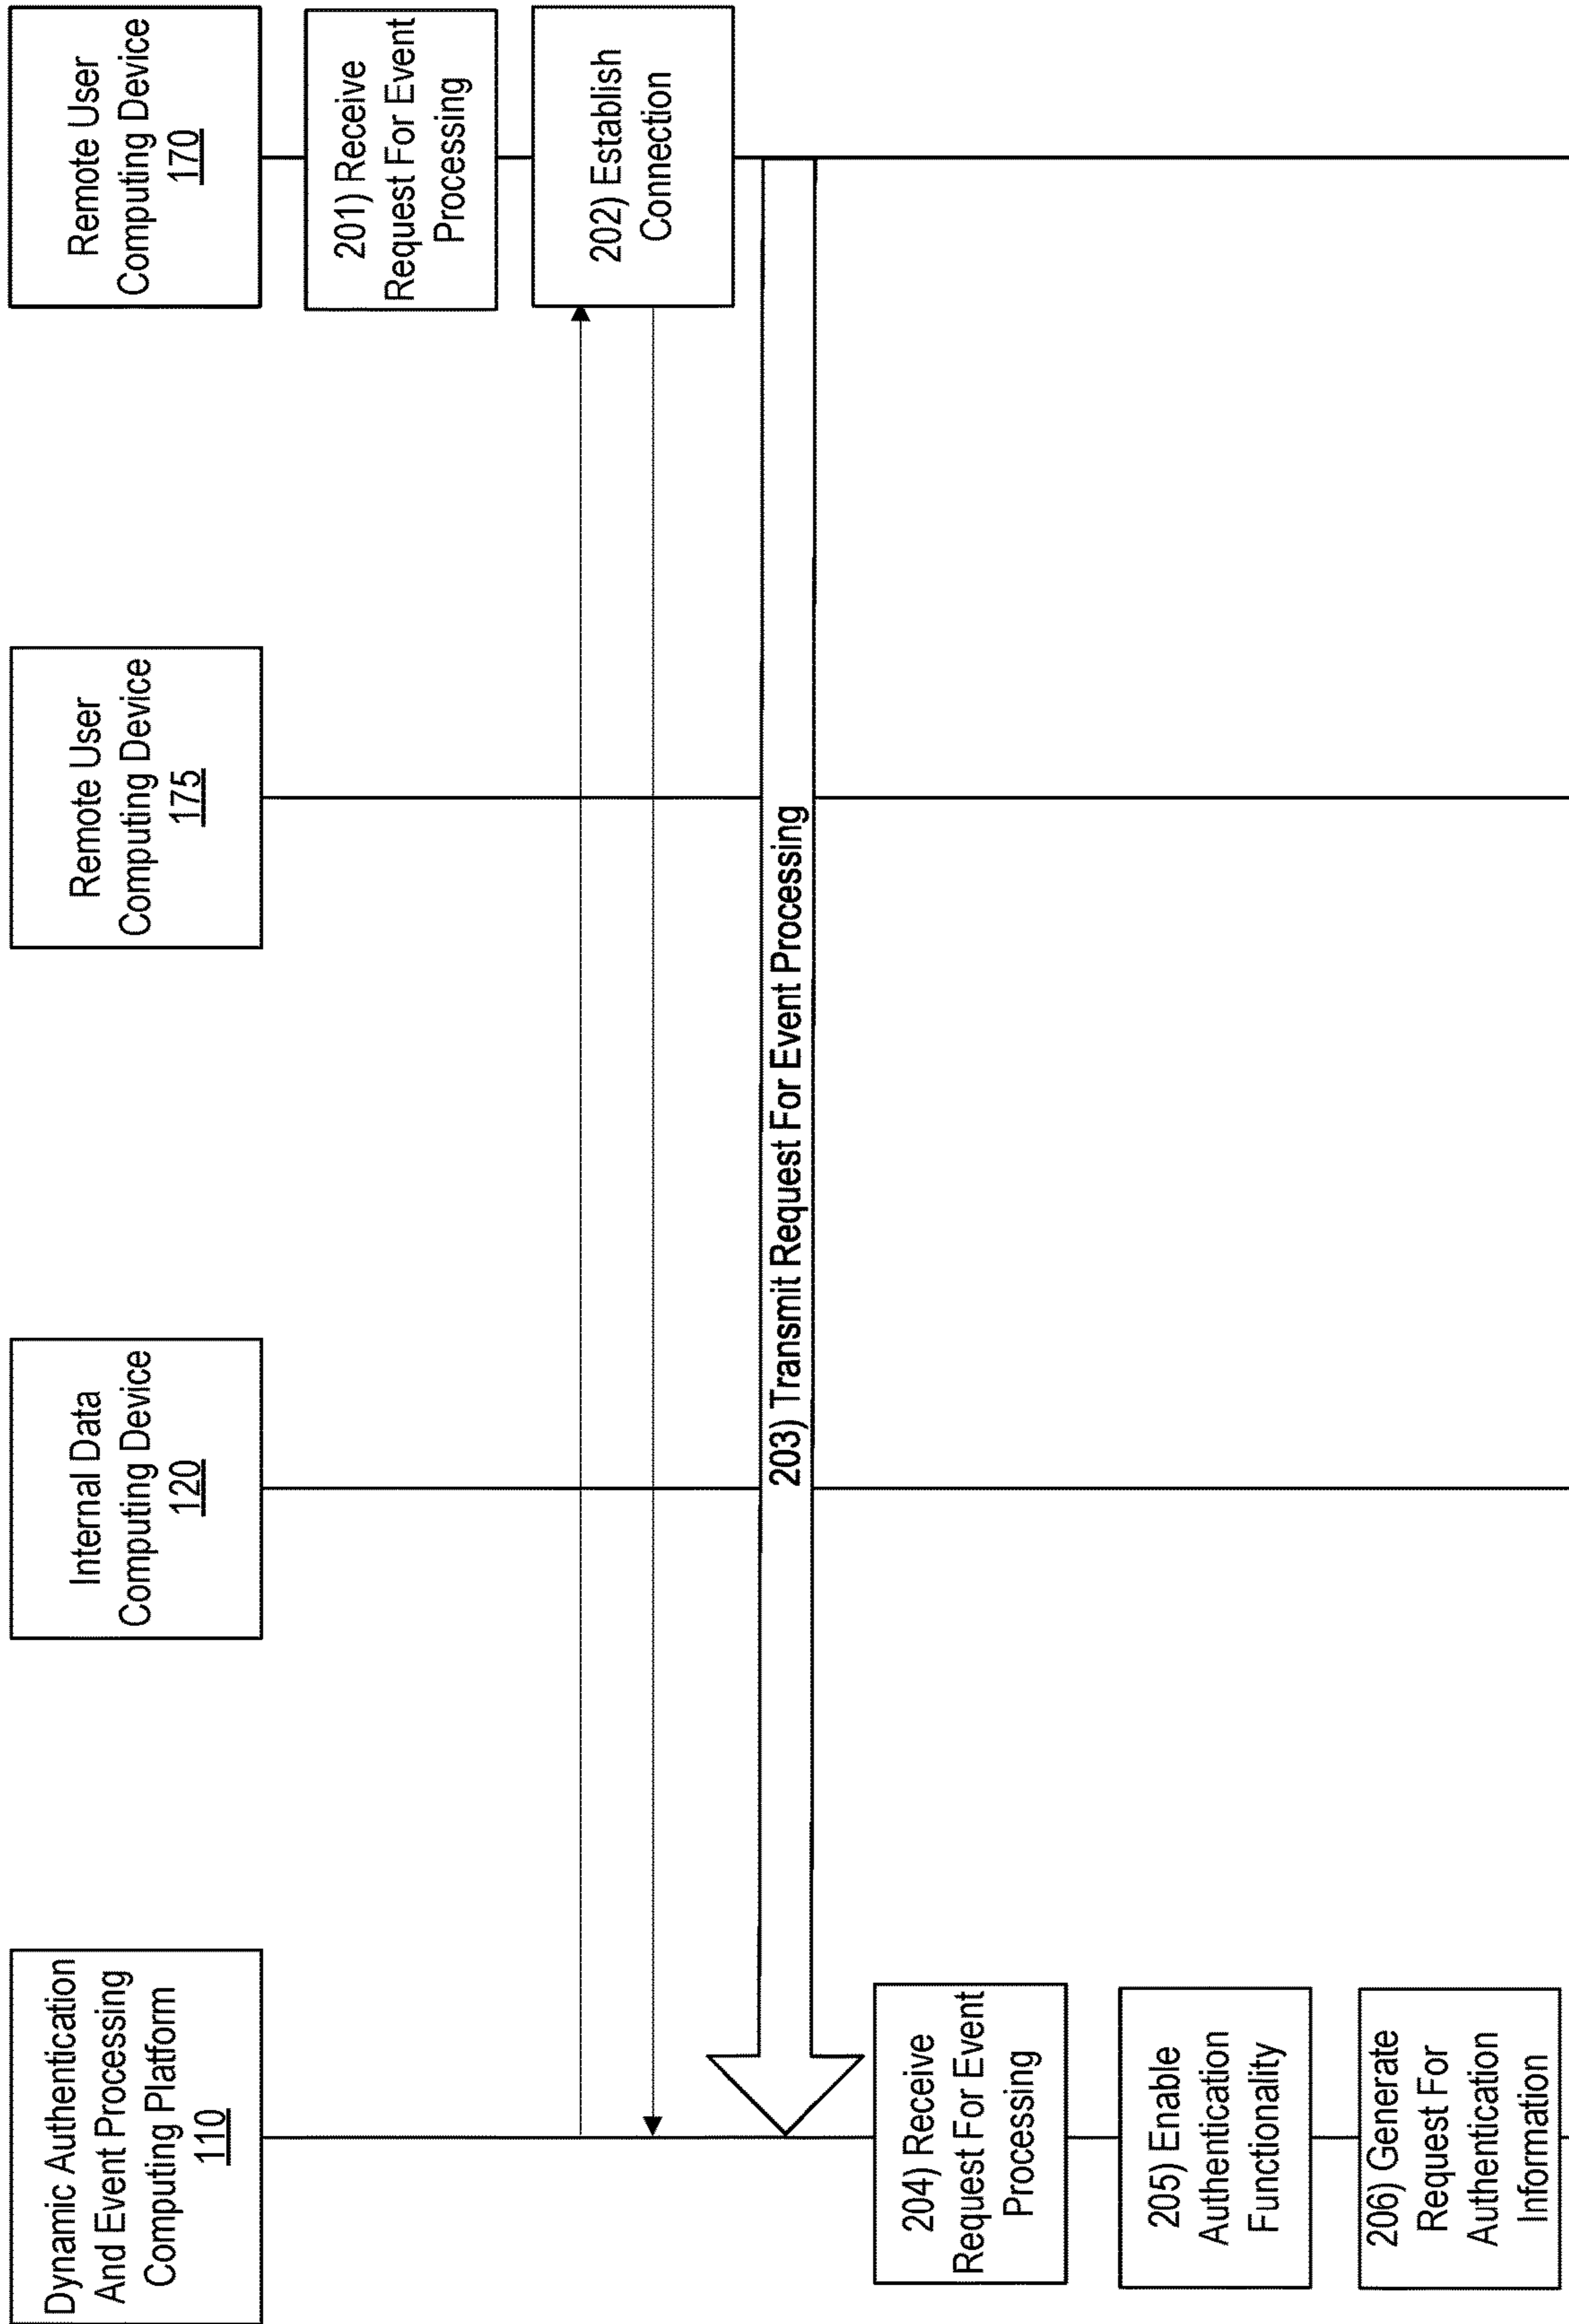 Dynamic Authentication
And Event Processing
Computing Platform
110
Internal Data
Computing Device
120
Remote User
Computing Device
175
Remote User
Computing Device
170
201) Receive
Request For Event
Processing
202) Establish
Connection
203) Transmit Request For Event Processing
204) Receive
Request For Event
Processing
205) Enable
Authentication
Functionality
206) Generate
Request For
Authentication
Information